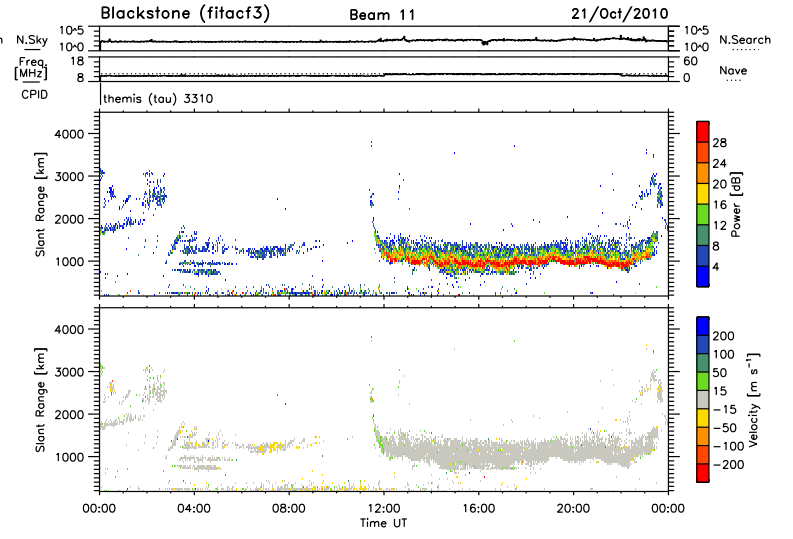 Blackstone (fitacf3) Beam 11 21/Oct/2010
10^5 10^5
n N.Sky N.Search
10^0 10^0
Freq. 18 60
[MHz] Nave
8 0
CPID
themis (tau) 3310
Slant Range [km]
4000
3000
2000
1000
28
24
20
16
12
8
4
Power [dB]
Slant Range [km]
4000
3000
2000
1000
200
100
50
15
-15
-50
-100
-200
Velocity [m s^-1]
00:00 04:00 08:00 12:00 16:00 20:00 00:00
Time UT